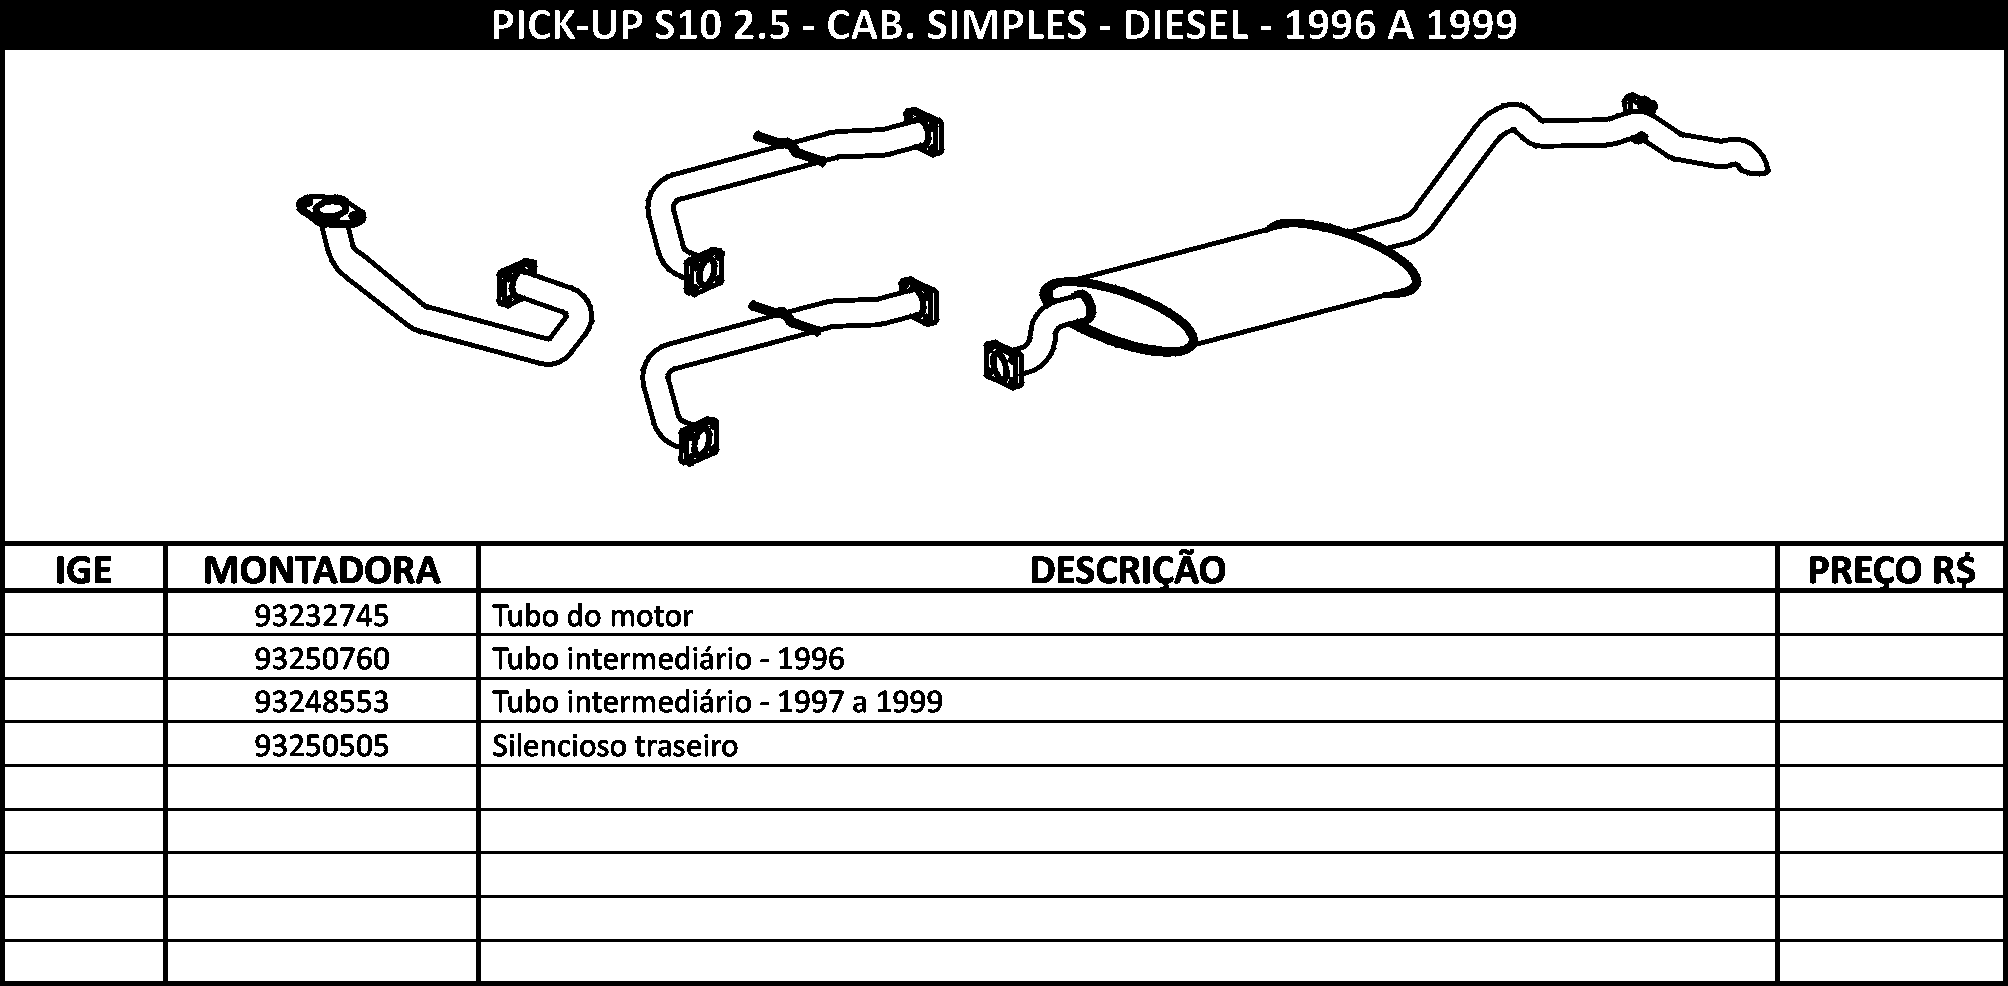 PICK-UP S10 2.5 - CAB. SIMPLES - DIESEL - 1996 A 1999
IGE MONTADORA DESCRIÇÃO PREÇO R$
93232745 Tubo do motor
93250760 Tubo intermediário - 1996
93248553 Tubo intermediário - 1997 a 1999
93250505 Silencioso traseiro